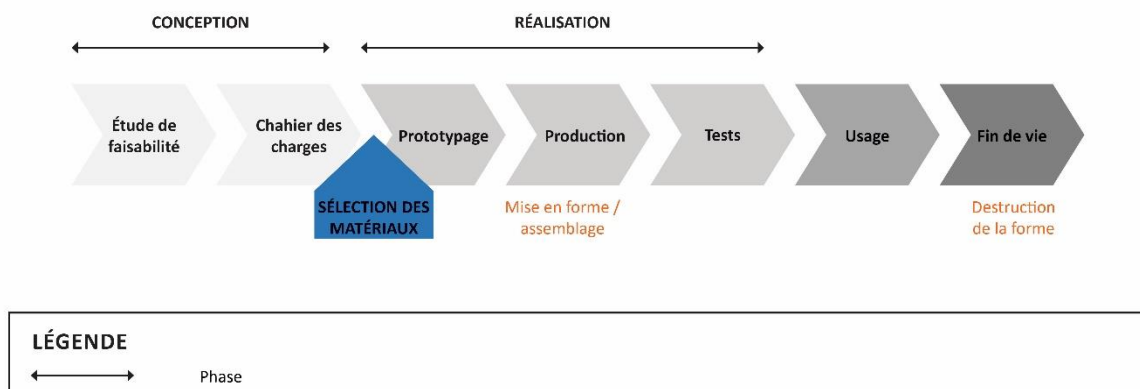 CONCEPTION
RÉALISATION
Étude de
faisabilité
Chahier des
charges
Prototypage
Production
Tests
Usage
Fin de vie
SÉLECTION DES
MATÉRIAUX
Mise en forme /
assemblage
Destruction
de la forme
LÉGENDE
Phase